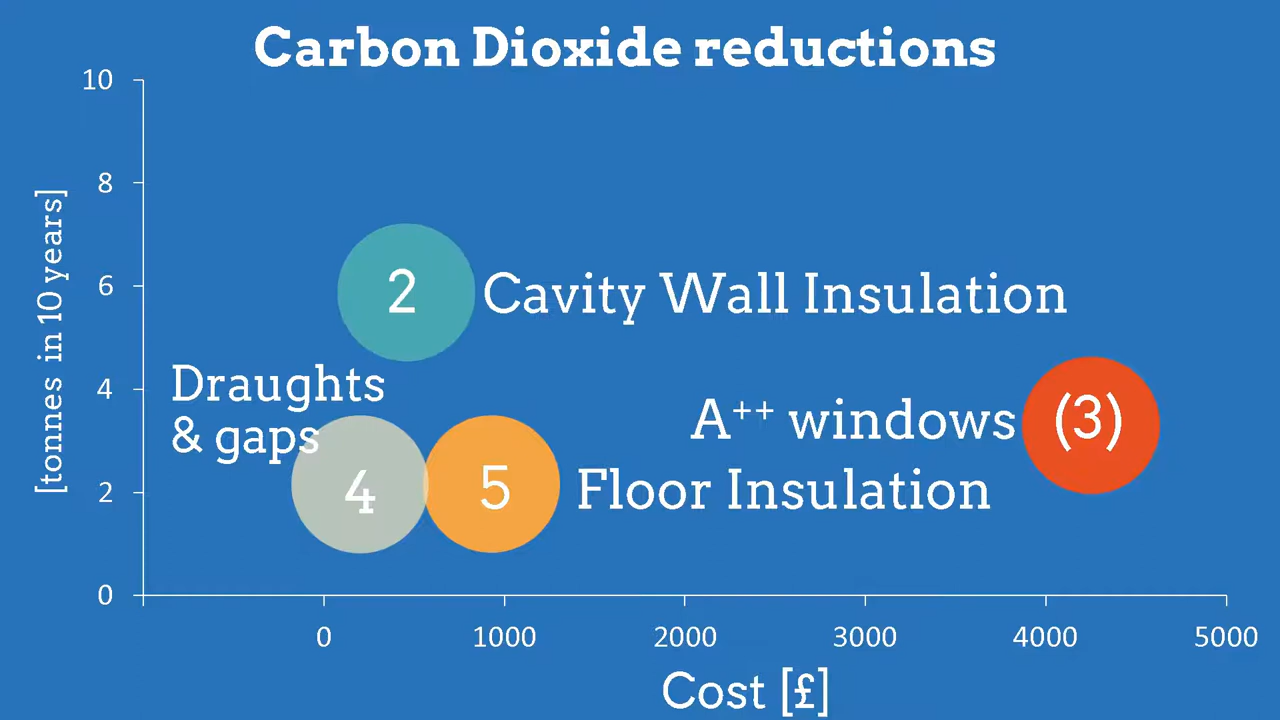 Carbon Dioxide reductions
10
8
6
4
2
0
[tonnes in 10 years]
2
Cavity Wall Insulation
Draughts
& gaps
4
5
Floor Insulation
A⁺⁺ windows
(3)
0 1000 2000 3000 4000 5000
Cost [£]